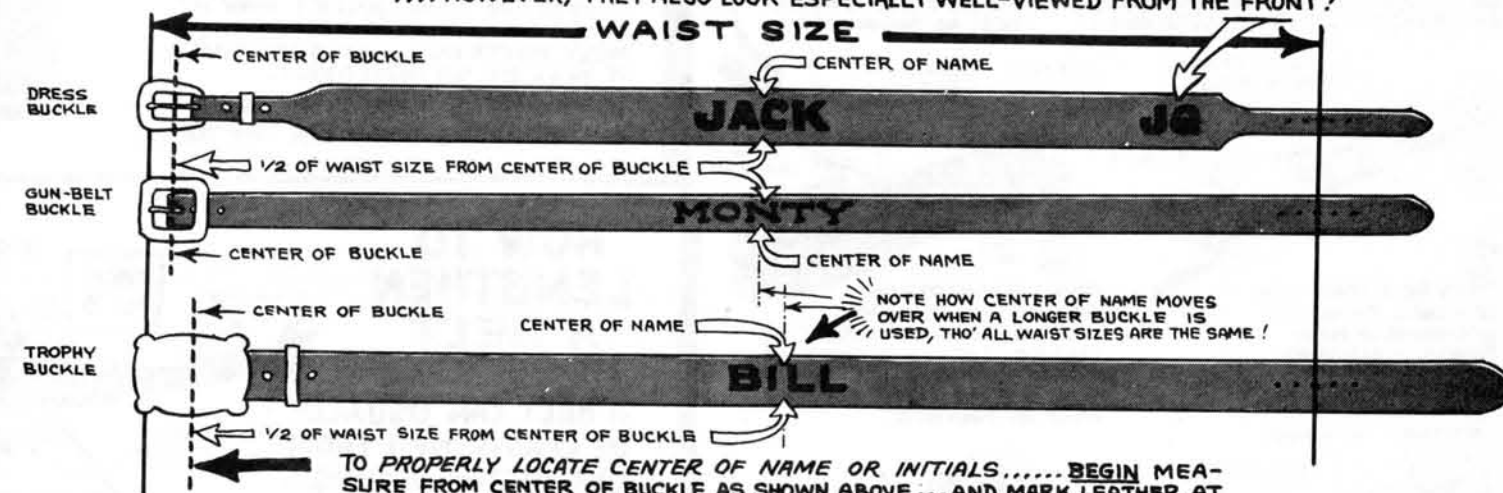 HOWEVER, THEY ALSO LOOK ESPECIALLY WELL-VIEWED FROM THE FRONT!
WAIST SIZE
CENTER OF BUCKLE
CENTER OF NAME
DRESS
BUCKLE
JACK
JG
1/2 OF WAIST SIZE FROM CENTER OF BUCKLE
GUN-BELT
BUCKLE
MONTY
CENTER OF BUCKLE
CENTER OF NAME
CENTER OF BUCKLE
NOTE HOW CENTER OF NAME MOVES
OVER WHEN A LONGER BUCKLE IS
USED, THO' ALL WAIST SIZES ARE THE SAME!
CENTER OF NAME
TROPHY
BUCKLE
BILL
1/2 OF WAIST SIZE FROM CENTER OF BUCKLE
TO PROPERLY LOCATE CENTER OF NAME OR INITIALS......BEGIN MEA-
SURE FROM CENTER OF BUCKLE AS SHOWN ABOVE...AND MARK LEATHER AT